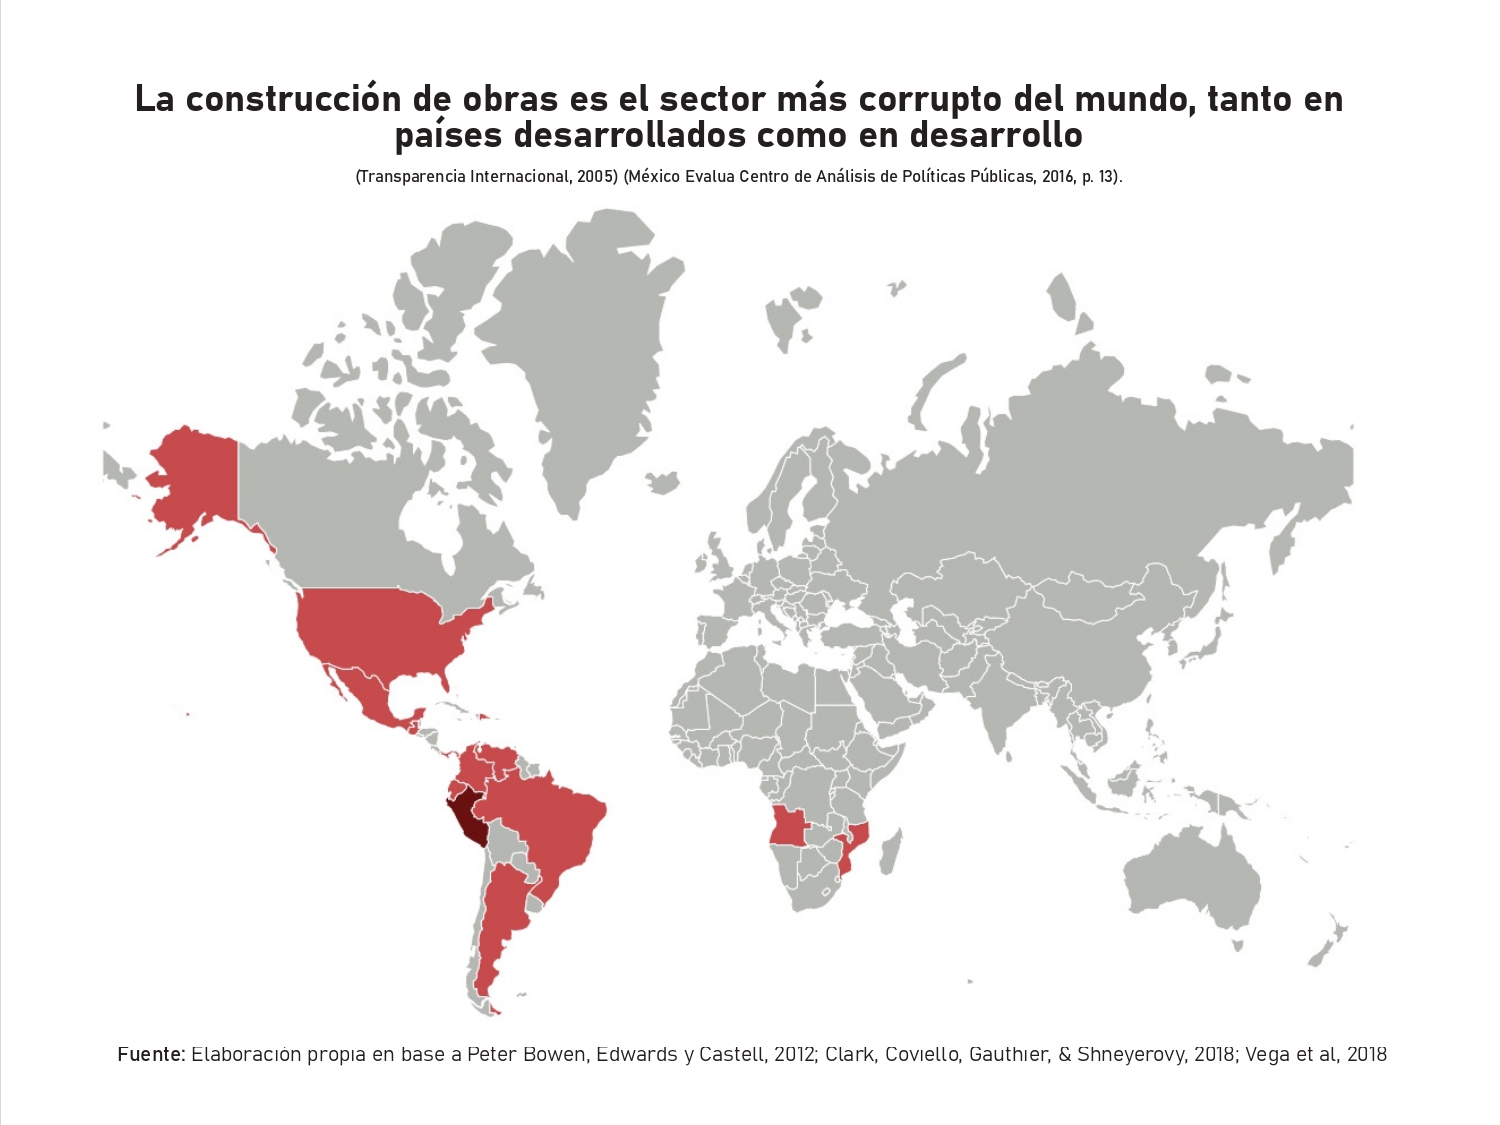 La construcción de obras es el sector más corrupto del mundo, tanto en
países desarrollados como en desarrollo
(Transparencia Internacional, 2005) (México Evalua Centro de Análisis de Políticas Públicas, 2016, p. 13).
Fuente: Elaboración propia en base a Peter Bowen, Edwards y Castell, 2012; Clark, Coviello, Gauthier, & Shneyerovy, 2018; Vega et al, 2018